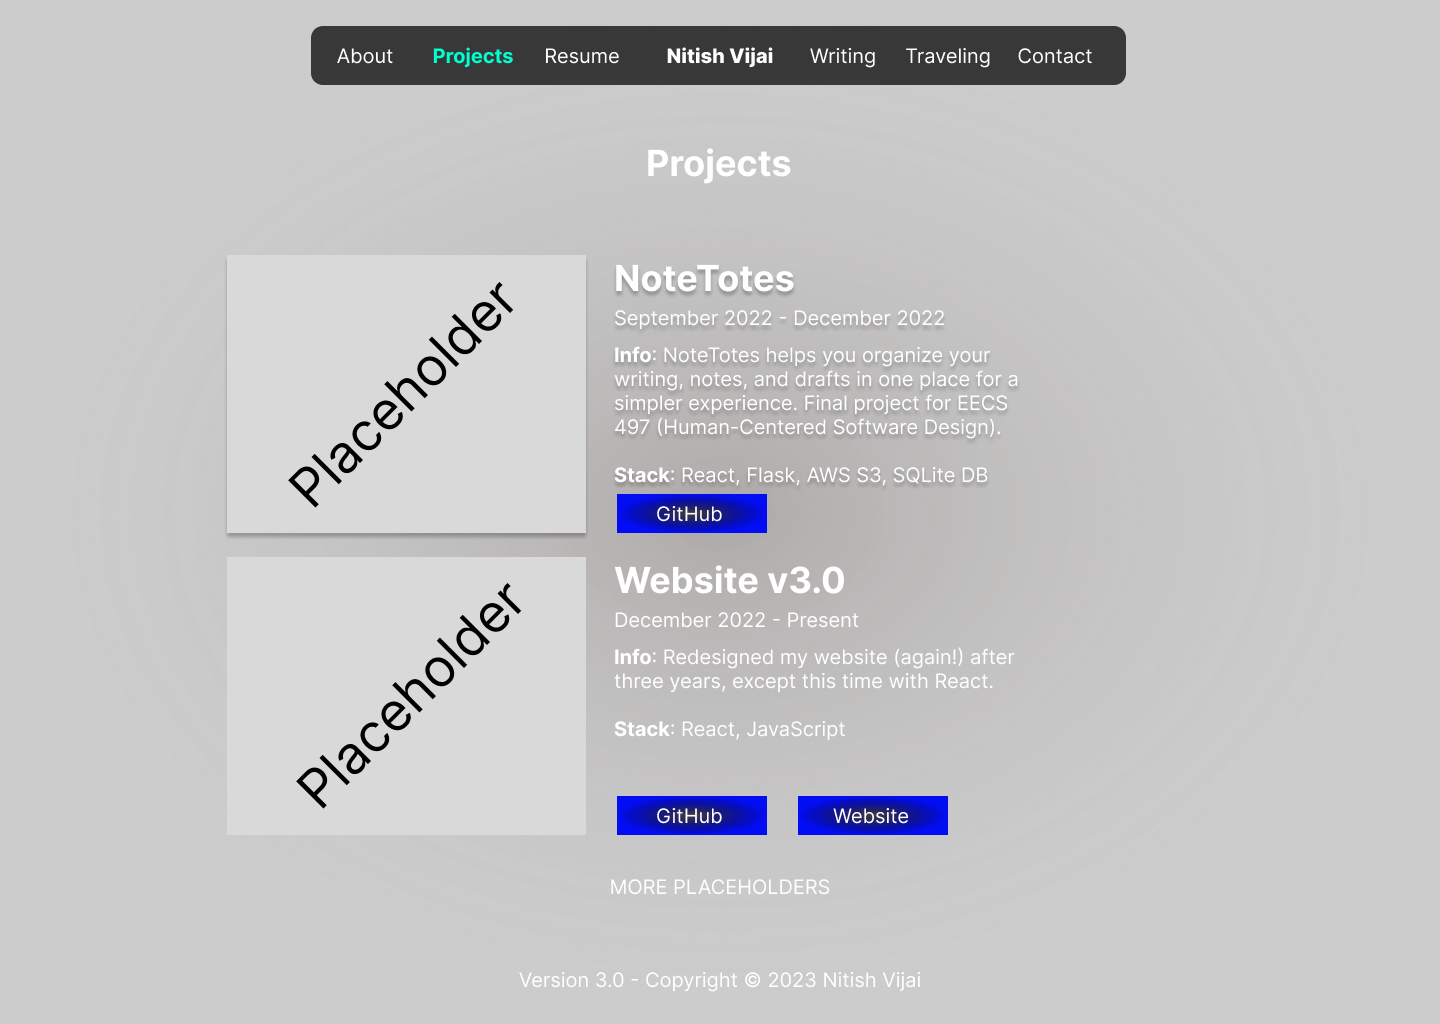 About Projects Resume Nitish Vijai Writing Traveling Contact
Projects
Placeholder
NoteTotes
September 2022 - December 2022
Info: NoteTotes helps you organize your
writing, notes, and drafts in one place for a
simpler experience. Final project for EECS
497 (Human-Centered Software Design).
Stack: React, Flask, AWS S3, SQLite DB
GitHub
Placeholder
Website v3.0
December 2022 - Present
Info: Redesigned my website (again!) after
three years, except this time with React.
Stack: React, JavaScript
GitHub Website
MORE PLACEHOLDERS
Version 3.0 - Copyright © 2023 Nitish Vijai